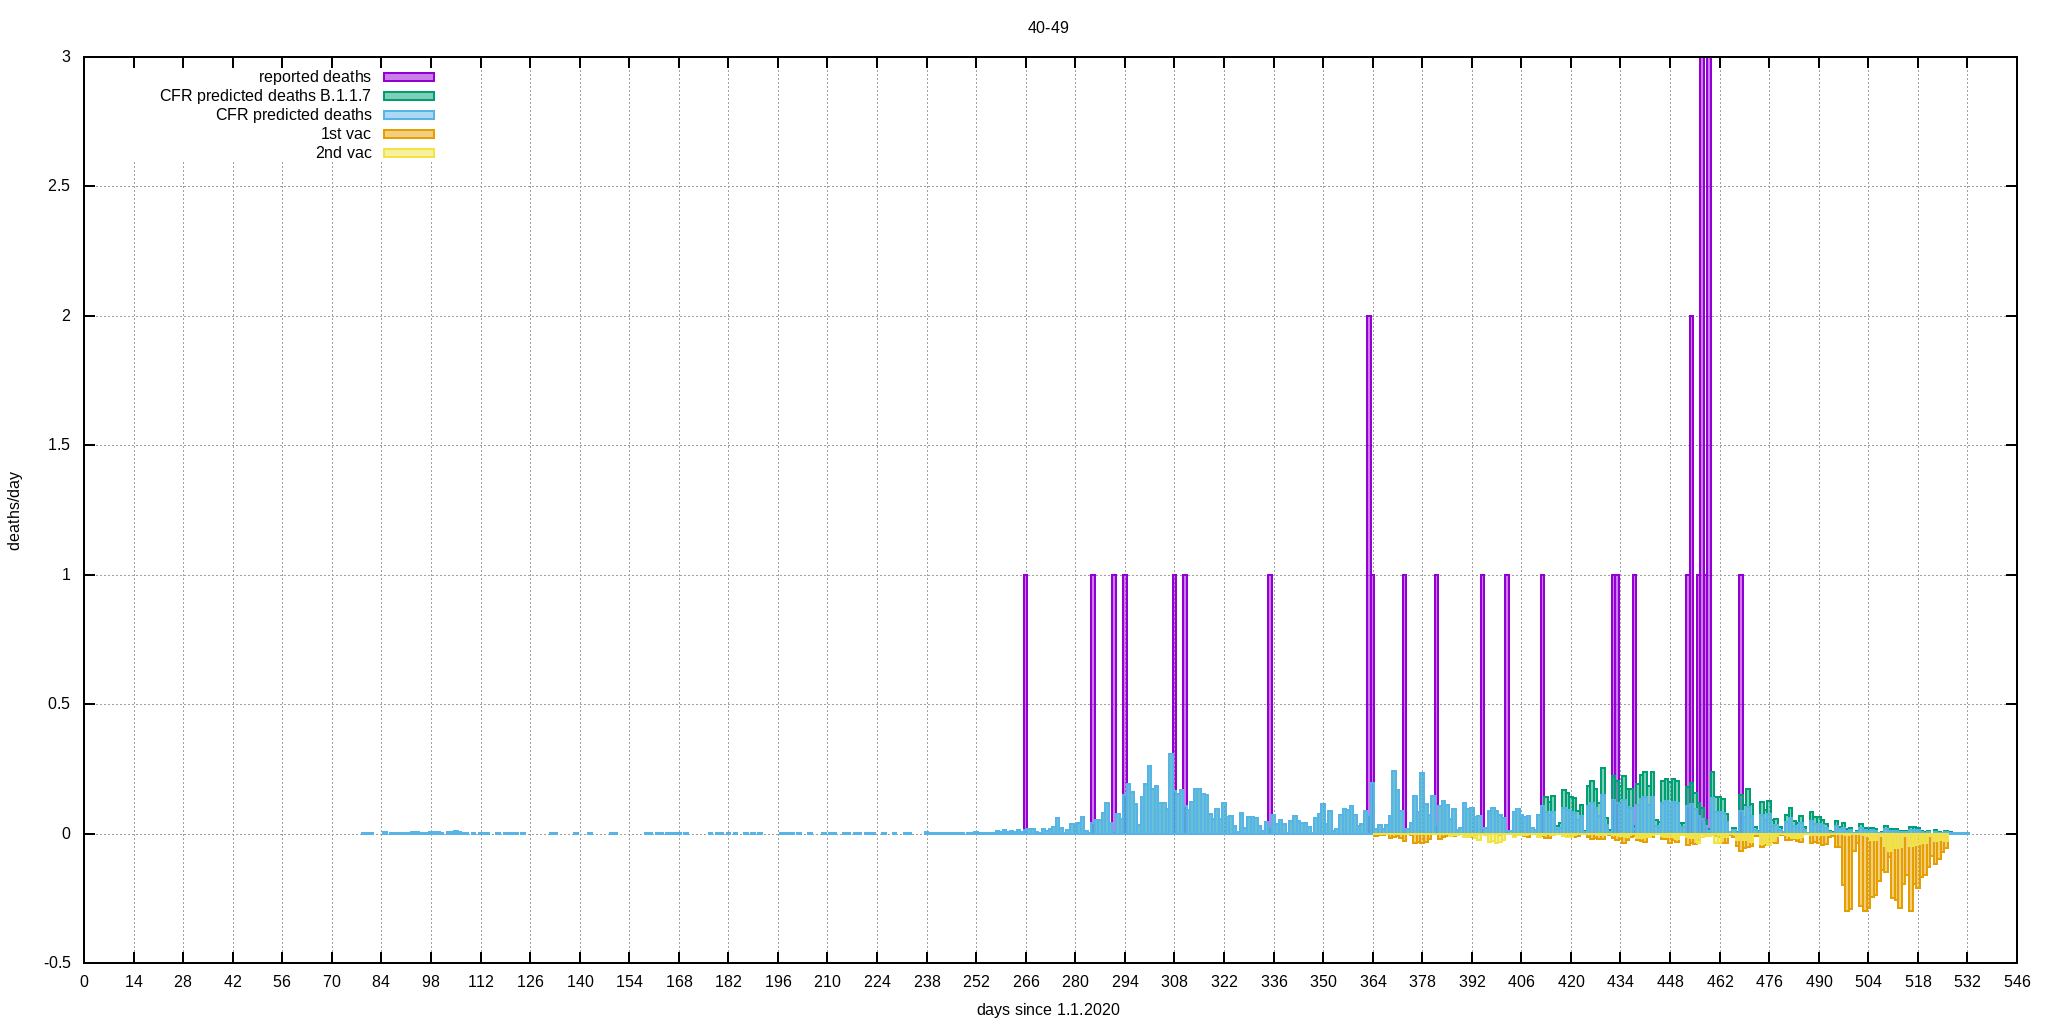 40-49
reported deaths
CFR predicted deaths B.1.1.7
CFR predicted deaths
1st vac
2nd vac
3
2.5
2
1.5
1
0.5
0
-0.5
deaths/day
0 14 28 42 56 70 84 98 112 126 140 154 168 182 196 210 224 238 252 266 280 294 308 322 336 350 364 378 392 406 420 434 448 462 476 490 504 518 532 546
days since 1.1.2020